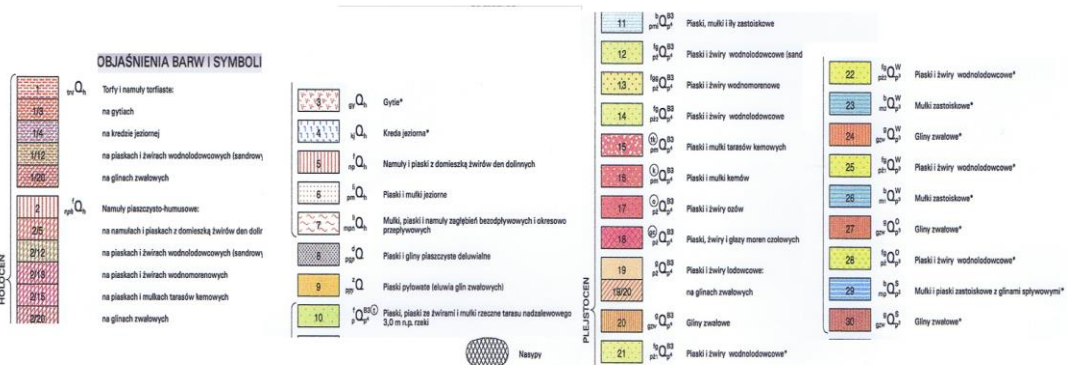 OBJAŚNIENIA BARW I SYMBOLI
HOLOCEN
1 Torfy i namuły torfiaste:
1/3 na gytiach
1/4 na kredzie jeziornej
1/12 na piaskach i żwirach wodnolodowcowych (sandrowy
1/20 na glinach zwałowych
2 Namuły piaszczysto-humusowe:
2/5 na namułach i piaskach z domieszką żwirów den dolin
2/12 na piaskach i żwirach wodnolodowcowych (sandrowy
2/13 na piaskach i żwirach wodnomorenowych
2/15 na piaskach i mułkach tarasów kemowych
2/20 na glinach zwałowych
3 Gytie*
4 Kreda jeziorna*
5 Namuły i piaski z domieszką żwirów den dolinnych
6 Piaski i mułki jeziorne
7 Mułki, piaski i namuły zagłębień bezodpływowych i okresowo
przepływowych
8 Piaski i gliny piaszczyste deluwialne
9 Piaski pyłowate (eluwia glin zwałowych)
10 Piaski, piaski ze żwirami i mułki rzeczne tarasu nadzalewowego
3,0 m n.p. rzeki
Nasypy
PLEJSTOCEN
11 Piaski, mułki i iły zastoiskowe
12 Piaski i żwiry wodnolodowcowe (sand
13 Piaski i żwiry wodnomorenowe
14 Piaski i żwiry wodnolodowcowe
15 Piaski i mułki tarasów kemowych
16 Piaski i mułki kemów
17 Piaski i żwiry ozów
18 Piaski, żwiry i głazy moren czołowych
19 Piaski i żwiry lodowcowe:
19/20 na glinach zwałowych
20 Gliny zwałowe
21 Piaski i żwiry wodnolodowcowe*
22 Piaski i żwiry wodnolodowcowe*
23 Mułki zastoiskowe*
24 Gliny zwałowe*
25 Piaski i żwiry wodnolodowcowe*
26 Mułki zastoiskowe*
27 Gliny zwałowe*
28 Piaski i żwiry wodnolodowcowe*
29 Mułki i piaski zastoiskowe z glinami spływowymi*
30 Gliny zwałowe*